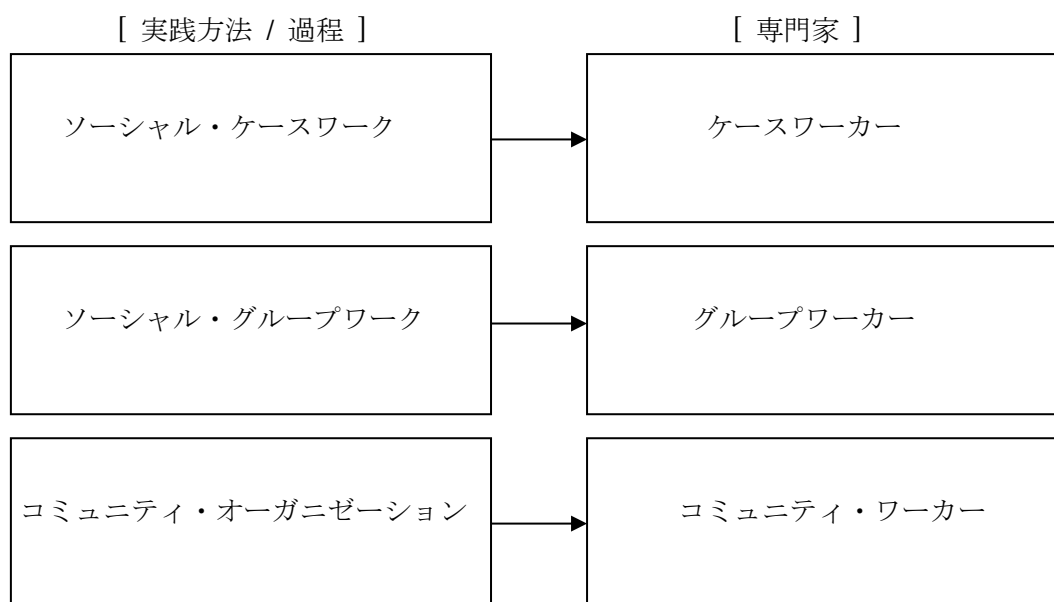 [ 実践方法 / 過程 ]
[ 専門家 ]
ソーシャル・ケースワーク
ケースワーカー
ソーシャル・グループワーク
グループワーカー
コミュニティ・オーガニゼーション
コミュニティ・ワーカー